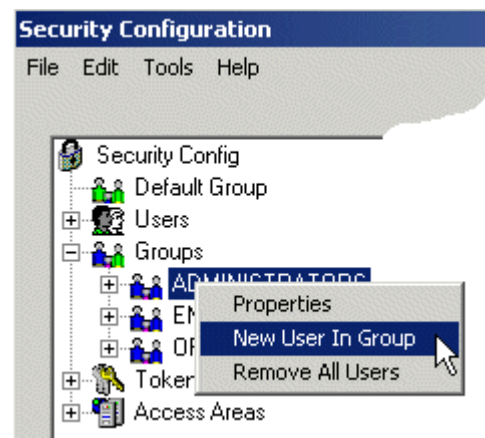 Security Configuration
File Edit Tools Help
Security Config
Default Group
Users
Groups
ADMINISTRATORS
Properties
New User In Group
Remove All Users
Access Areas